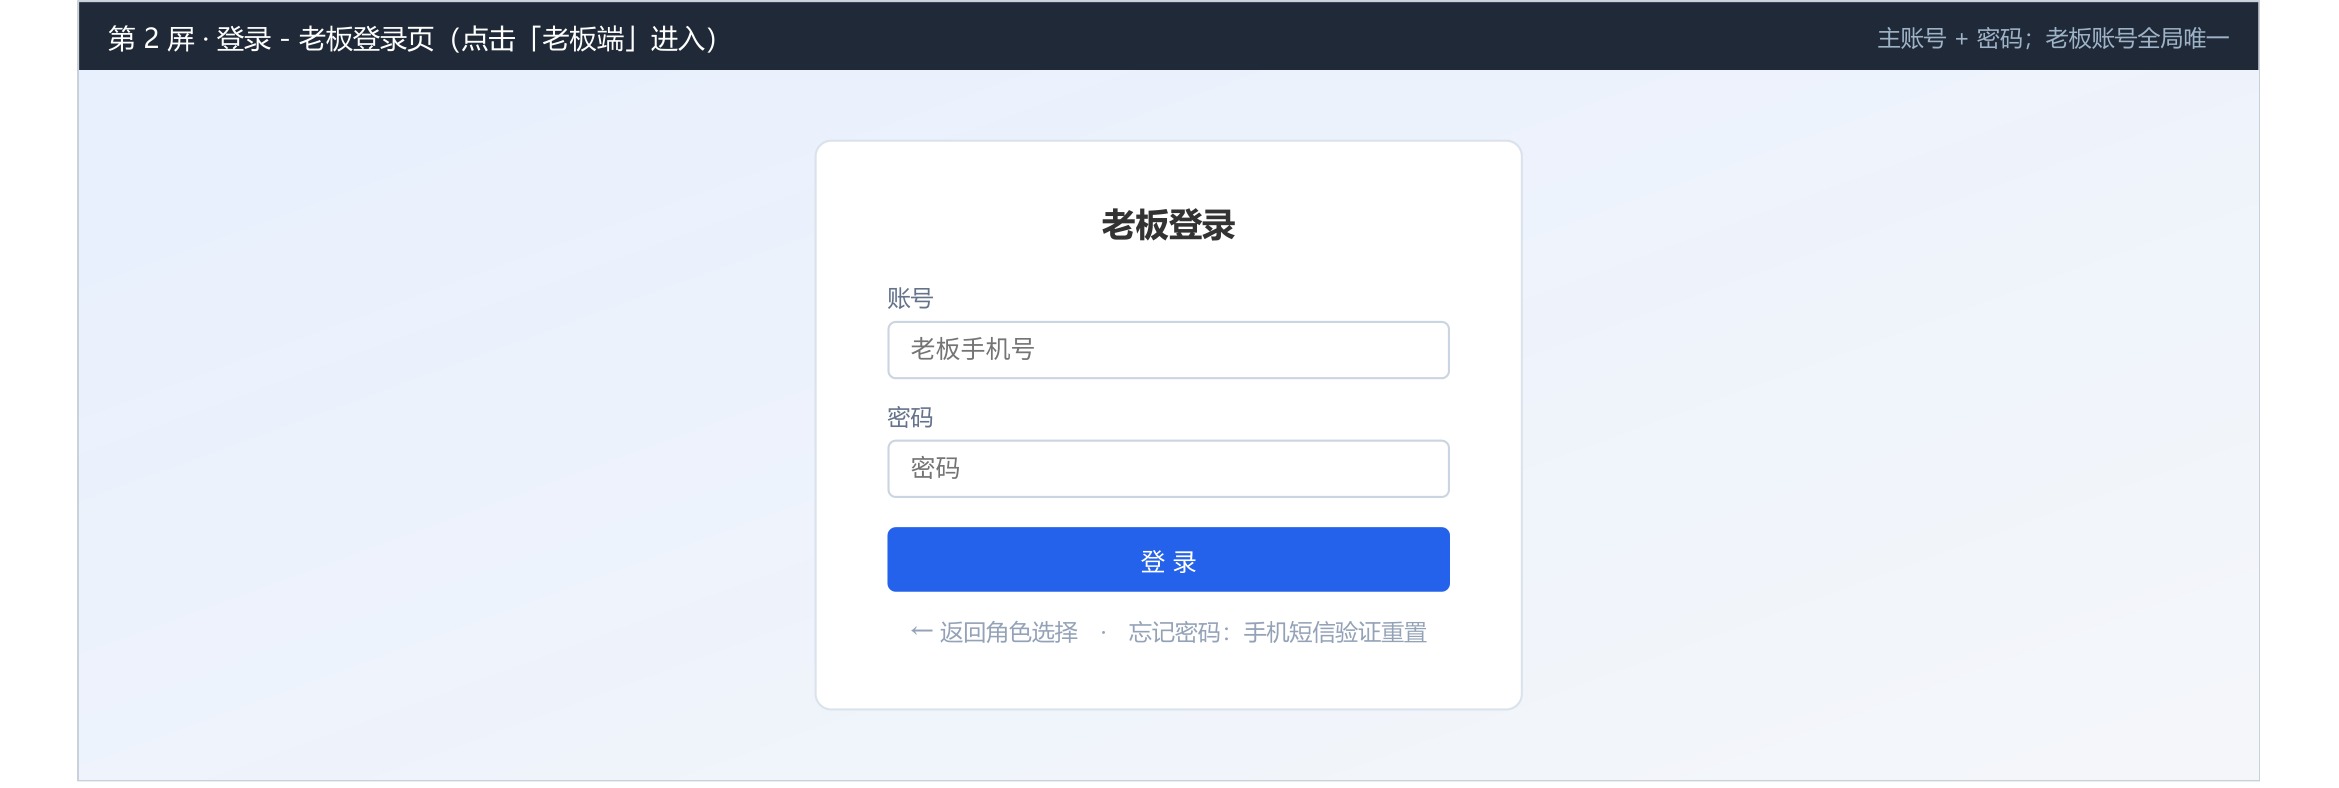 第 2 屏 · 登录 - 老板登录页（点击「老板端」进入）
主账号 + 密码；老板账号全局唯一
老板登录
账号
老板手机号
密码
密码
登 录
← 返回角色选择 · 忘记密码：手机短信验证重置